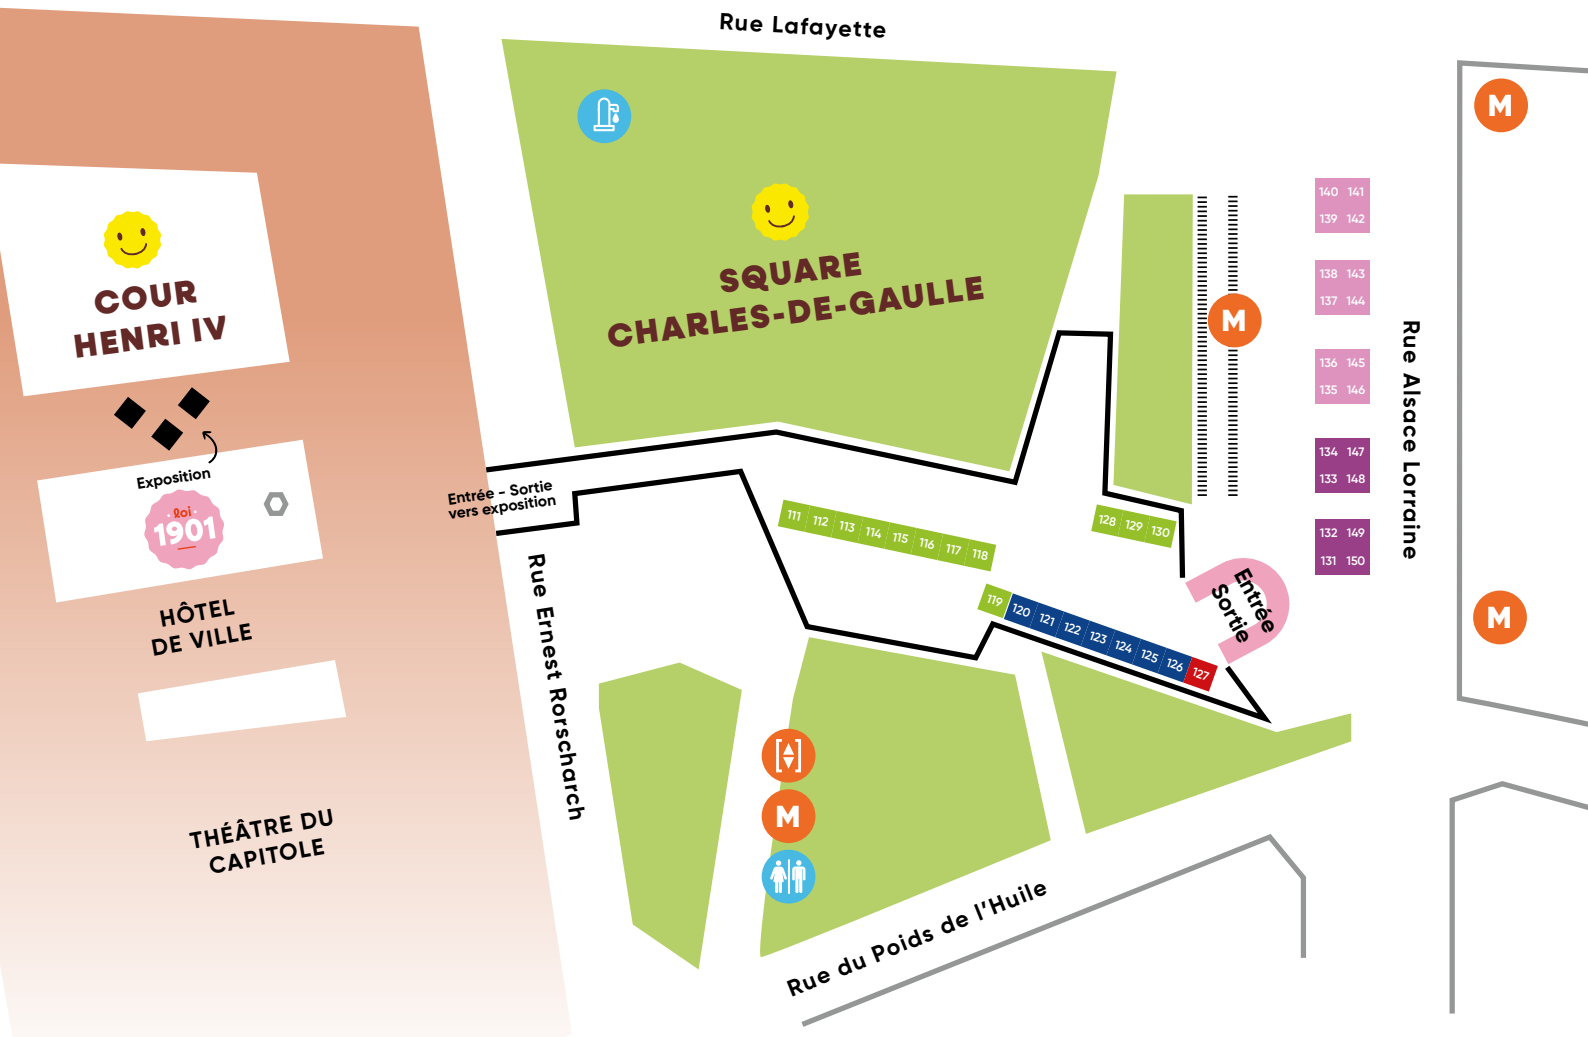 Rue Lafayette
M
SQUARE
CHARLES-DE-GAULLE
COUR
HENRI IV
M
140 141
139 142
138 143
137 144
136 145
135 146
134 147
133 148
132 149
131 150
Rue Alsace Lorraine
Exposition
loi
1901
Entrée - Sortie
vers exposition
111 112 113 114 115 116 117 118
128 129 130
119 120 121 122 123 124 125 126 127
Entrée
Sortie
M
HÔTEL
DE VILLE
Rue Ernest Rorscharch
M
THÉÂTRE DU
CAPITOLE
Rue du Poids de l'Huile